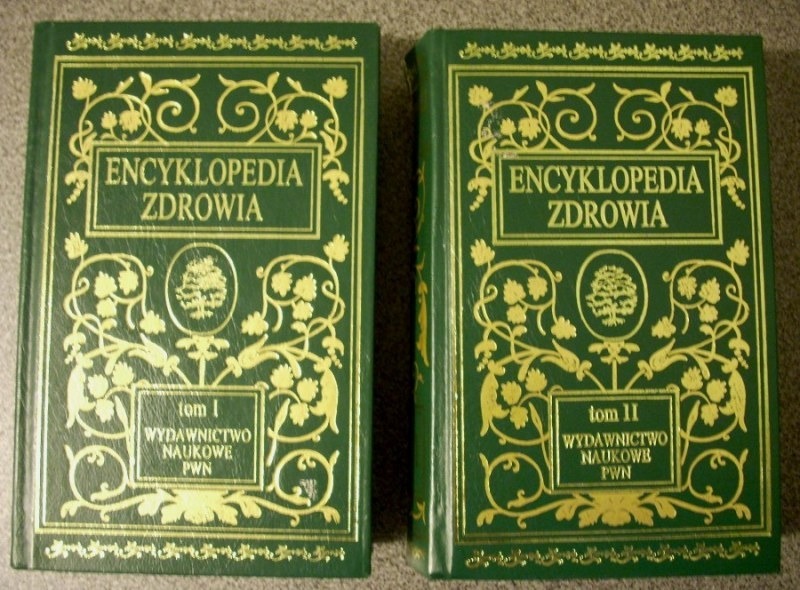 ENCYKLOPEDIA
ZDROWIA
tom I
WYDAWNICTWO
NAUKOWE
PWN
ENCYKLOPEDIA
ZDROWIA
tom II
WYDAWNICTWO
NAUKOWE
PWN